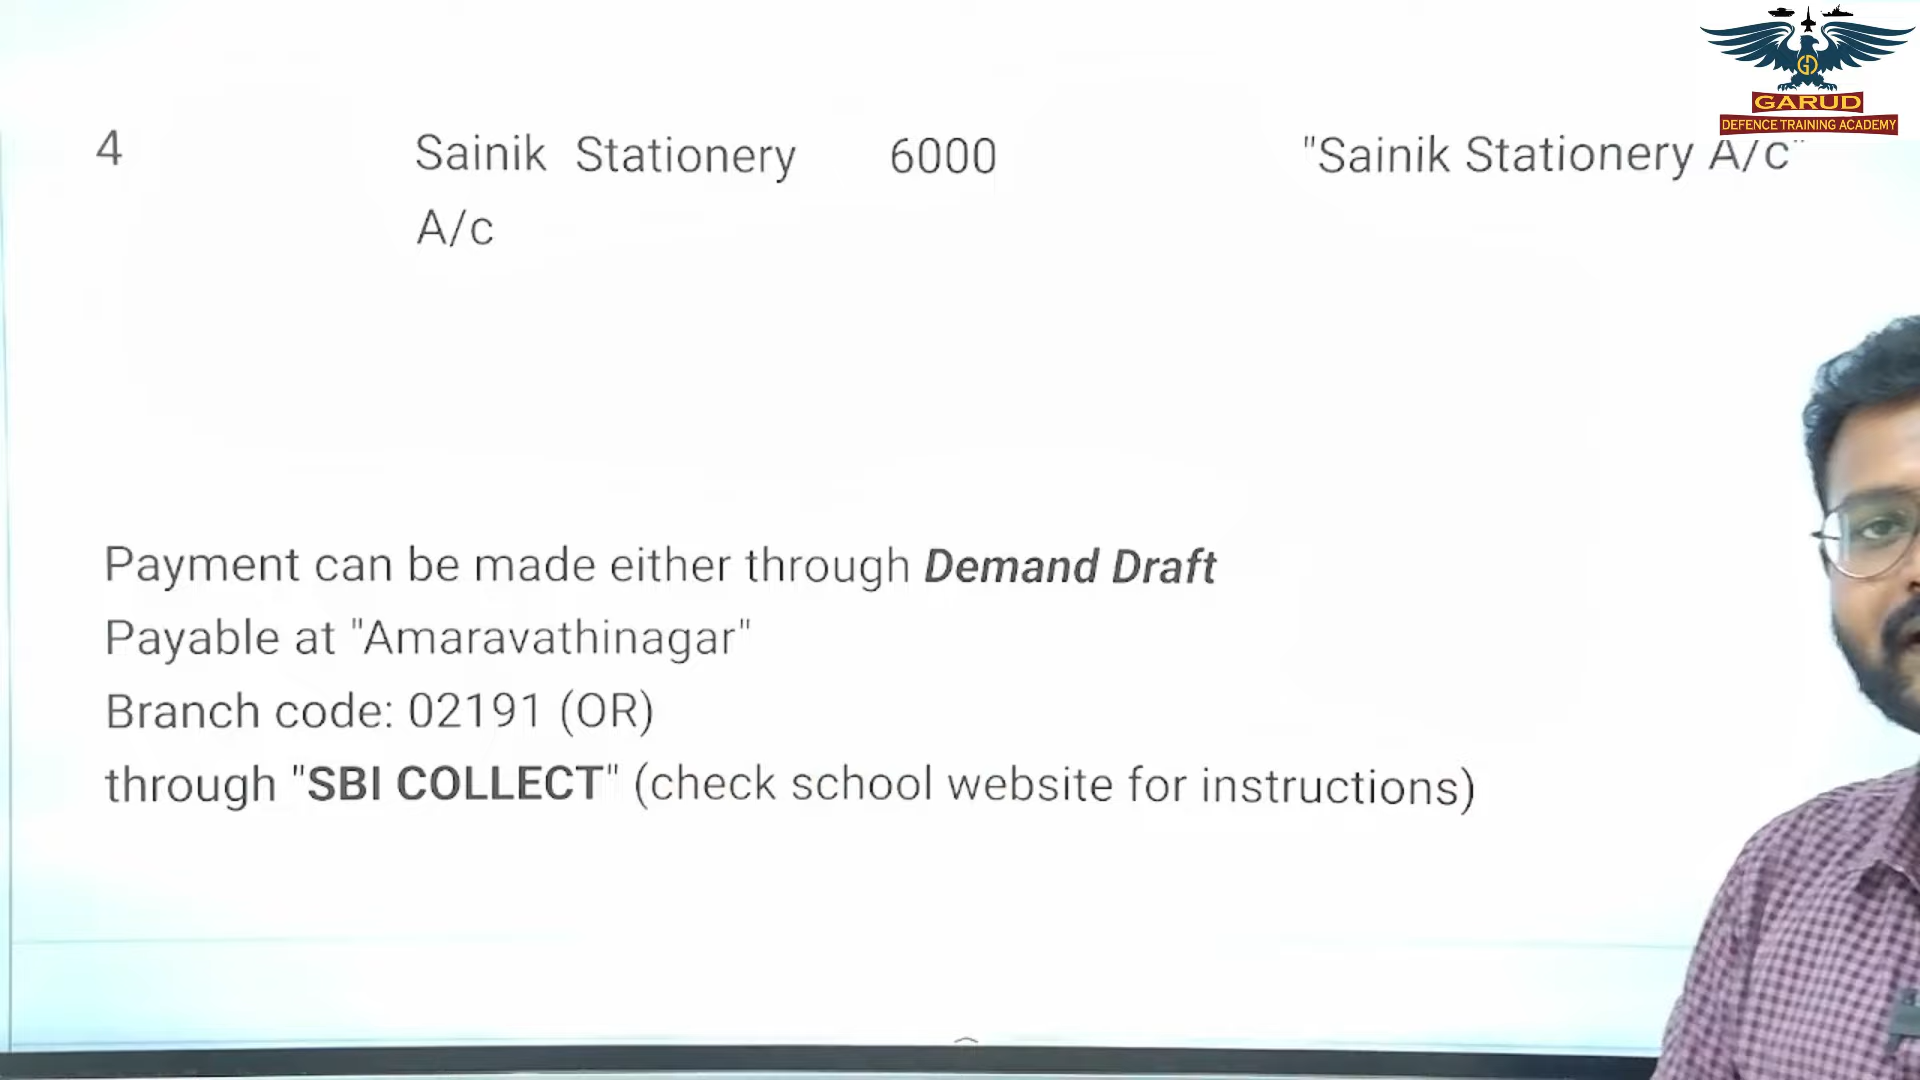 GARUD
DEFENCE TRAINING ACADEMY
4 Sainik Stationery 6000 "Sainik Stationery A/c"
A/c
Payment can be made either through Demand Draft
Payable at "Amaravathinagar"
Branch code: 02191 (OR)
through "SBI COLLECT" (check school website for instructions)